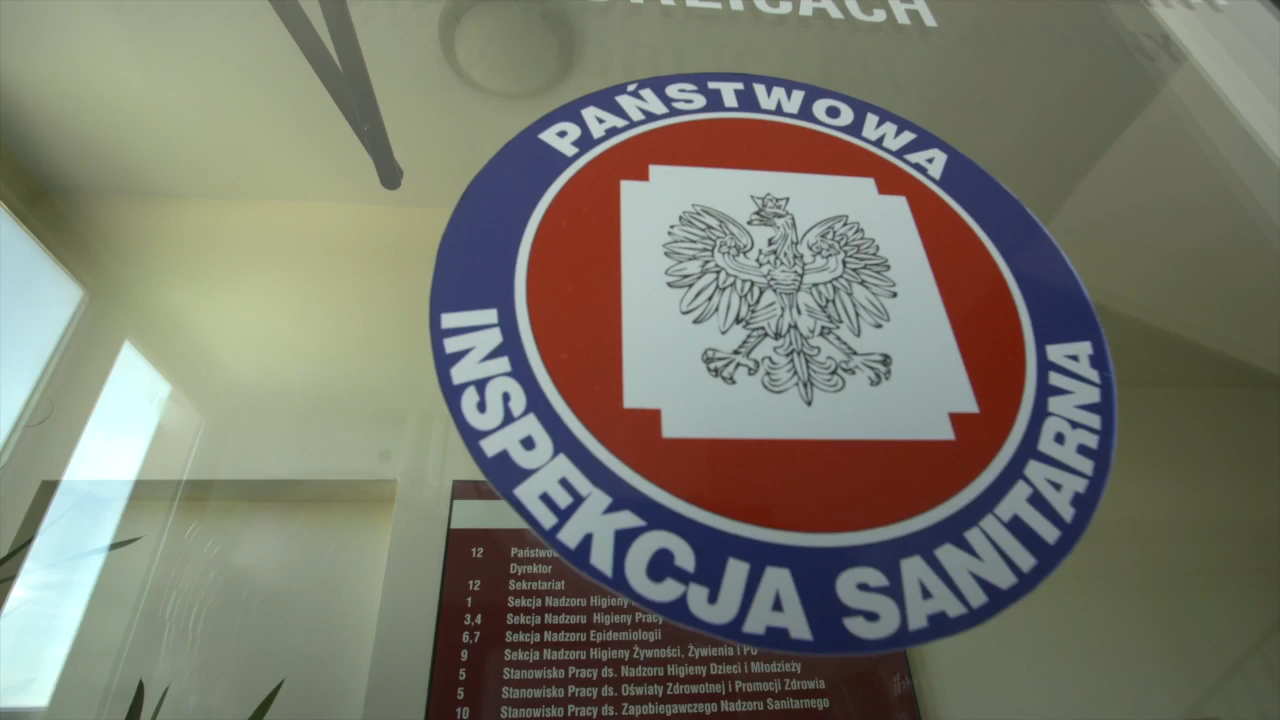 PAŃSTWOWA
INSPEKCJA SANITARNA
12
Dyrektor
12 Sekretariat
1 Sekcja Nadzoru Higieny
3,4 Sekcja Nadzoru Higieny Pracy
6,7 Sekcja Nadzoru Epidemiologii
9 Sekcja Nadzoru Higieny Żywności, Żywienia i
5 Stanowisko Pracy ds. Nadzoru Higieny Dzieci i Młodzieży
5 Stanowisko Pracy ds. Oświaty Zdrowotnej i Promocji Zdrowia
10 Stanowisko Pracy ds. Zapobiegawczego Nadzoru Sanitarnego